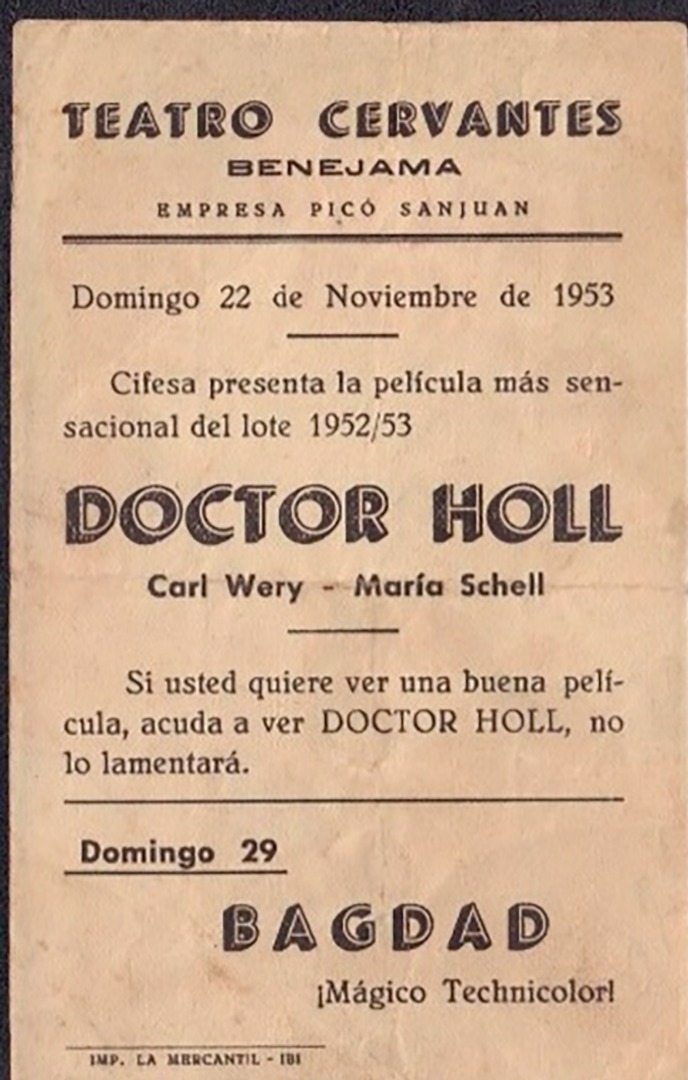 TEATRO CERVANTES
BENEJAMA
EMPRESA PICÓ SANJUAN
Domingo 22 de Noviembre de 1953
Cifesa presenta la película más sen-
sacional del lote 1952/53
DOCTOR HOLL
Carl Wery - María Schell
Si usted quiere ver una buena pelí-
cula, acuda a ver DOCTOR HOLL, no
lo lamentará.
Domingo 29
BAGDAD
¡Mágico Technicolor!
IMP. LA MERCANTIL - IBI